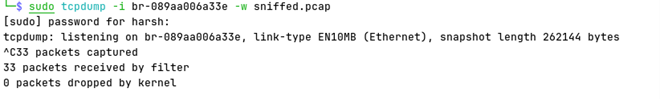 └─$ sudo tcpdump -i br-089aa006a33e -w sniffed.pcap
[sudo] password for harsh:
tcpdump: listening on br-089aa006a33e, link-type EN10MB (Ethernet), snapshot length 262144 bytes
^C33 packets captured
33 packets received by filter
0 packets dropped by kernel